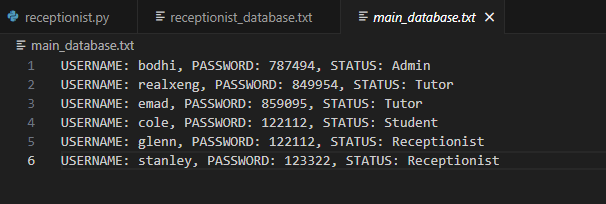 receptionist.py receptionist_database.txt main_database.txt
main_database.txt
1 USERNAME: bodhi, PASSWORD: 787494, STATUS: Admin
2 USERNAME: realxeng, PASSWORD: 849954, STATUS: Tutor
3 USERNAME: emad, PASSWORD: 859095, STATUS: Tutor
4 USERNAME: cole, PASSWORD: 122112, STATUS: Student
5 USERNAME: glenn, PASSWORD: 122112, STATUS: Receptionist
6 USERNAME: stanley, PASSWORD: 123322, STATUS: Receptionist